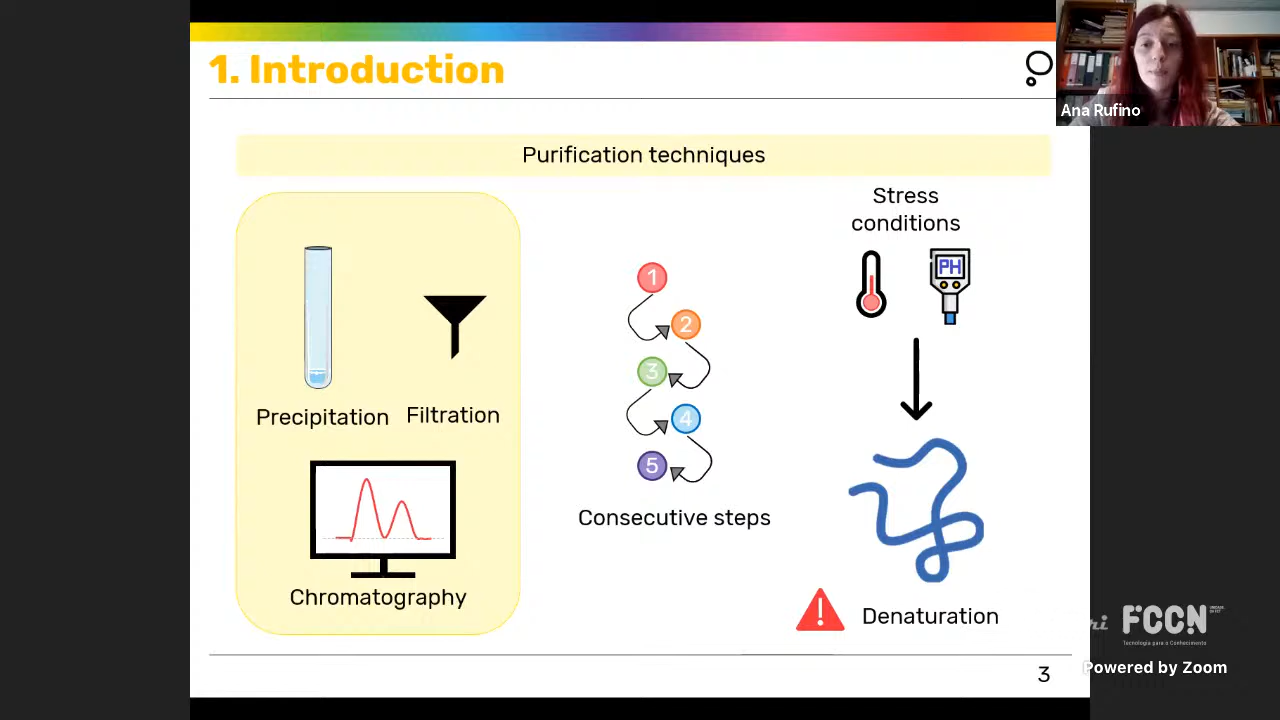 1. Introduction
Ana Rufino
Purification techniques
Stress
conditions
PH
1
2
3
4
5
Precipitation
Filtration
Consecutive steps
Chromatography
Denaturation
FCCN
Tecnologia para o Conhecimento
Powered by Zoom
3